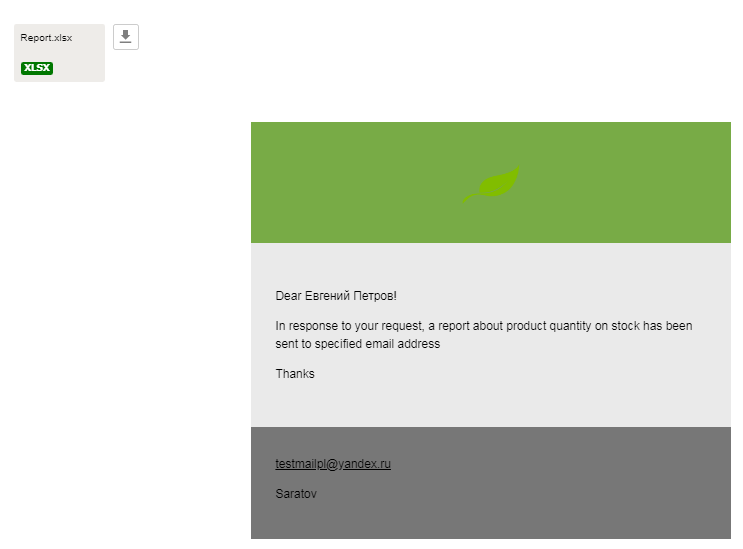 Report.xlsx
XLSX
Dear Евгений Петров!
In response to your request, a report about product quantity on stock has been
sent to specified email address
Thanks
testmailpl@yandex.ru
Saratov